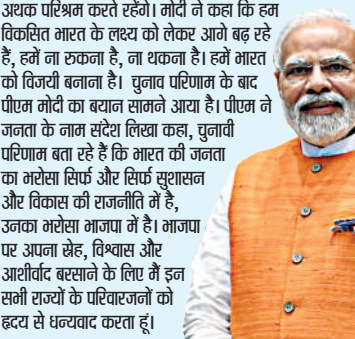 अथक परिश्रम करते रहेंगे। मोदी ने कहा कि हम
विकसित भारत के लक्ष्य को लेकर आगे बढ़ रहे
हैं, हमें ना रुकना है, ना थकना है। हमें भारत
को विजयी बनाना है। चुनाव परिणाम के बाद
पीएम मोदी का बयान सामने आया है। पीएम ने
जनता के नाम संदेश लिखा कहा, चुनावी
परिणाम बता रहे हैं कि भारत की जनता
का भरोसा सिर्फ और सिर्फ सुशासन
और विकास की राजनीति में है,
उनका भरोसा भाजपा में है। भाजपा
पर अपना स्नेह, विश्वास और
आशीर्वाद बरसाने के लिए मैं इन
सभी राज्यों के परिवारजनों को
हृदय से धन्यवाद करता हूं।